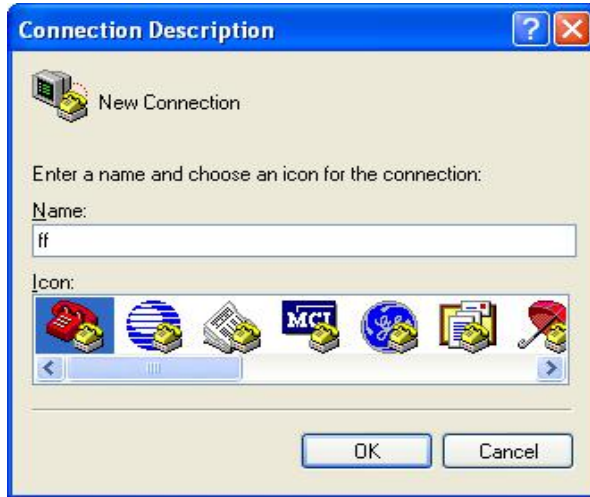 Connection Description
New Connection
Enter a name and choose an icon for the connection:
Name:
ff
Icon:
MCI
OK
Cancel